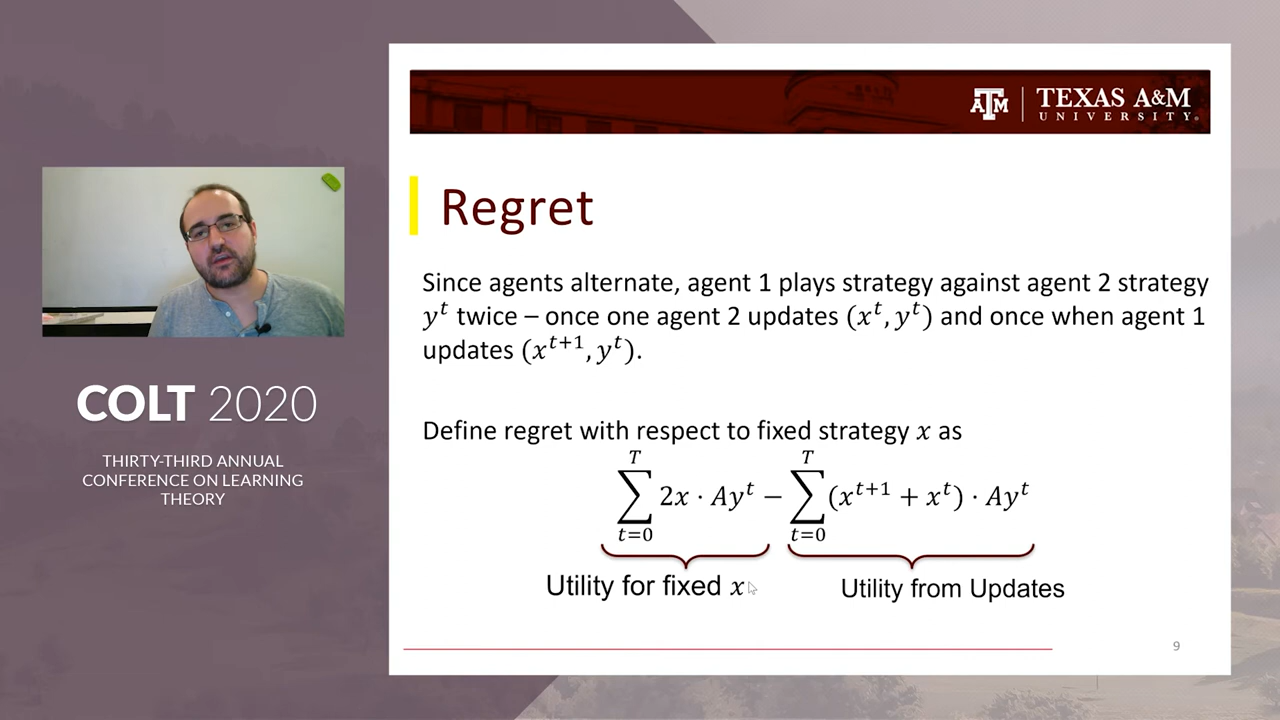 ATM | TEXAS A&M
UNIVERSITY®
Regret
Since agents alternate, agent 1 plays strategy against agent 2 strategy
y^t twice – once one agent 2 updates (x^t, y^t) and once when agent 1
updates (x^{t+1}, y^t).
Define regret with respect to fixed strategy x as
∑_{t=0}^{T} 2x · Ay^t − ∑_{t=0}^{T} (x^{t+1} + x^t) · Ay^t
Utility for fixed x
Utility from Updates
9
COLT 2020
THIRTY-THIRD ANNUAL
CONFERENCE ON LEARNING
THEORY